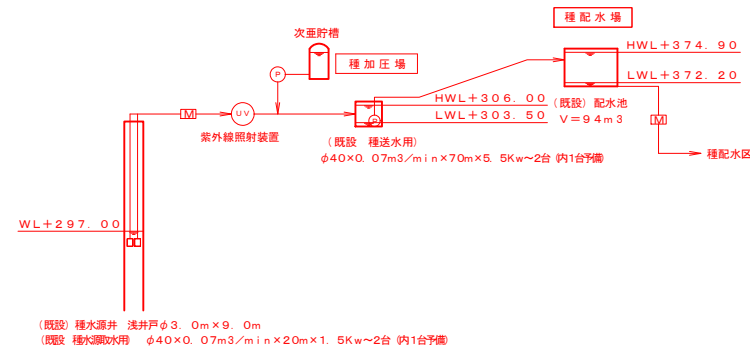 種配水場
次亜貯槽
HWL+374.90
種加圧場
P
LWL+372.20
HWL+306.00
(既設)配水池
M
UV
P
LWL+303.50
V=94m3
M
紫外線照射装置
(既設 種送水用)
種配水区
φ40×0.07m3/min×70m×5.5Kw～2台(内1台予備)
WL+297.00
(既設)種水源井 浅井戸φ3.0m×9.0m
(既設 種水源取水用) φ40×0.07m3/min×20m×1.5Kw～2台(内1台予備)